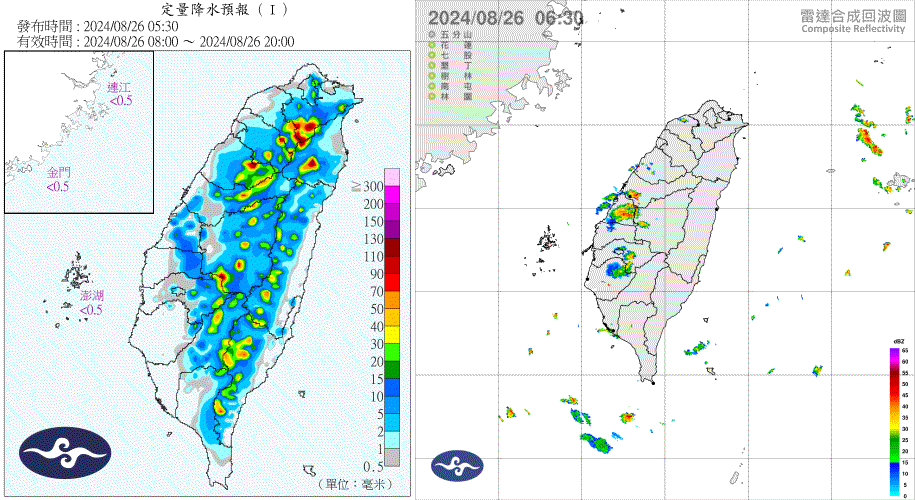 定量降水預報（Ｉ）
發布時間 : 2024/08/26 05:30
有效時間 : 2024/08/26 08:00 ～ 2024/08/26 20:00
連江
<0.5
金門
<0.5
澎湖
<0.5
≧ 300
200
150
130
110
90
70
50
40
30
20
15
10
5
2
1
0.5
（單位：毫米）
2024/08/26 06:30
雷達合成回波圖
Composite Reflectivity
五分山
花蓮
七股
墾丁
樹林
南屯
林園
dBZ
65
60
55
50
45
40
35
30
25
20
15
10
5
0